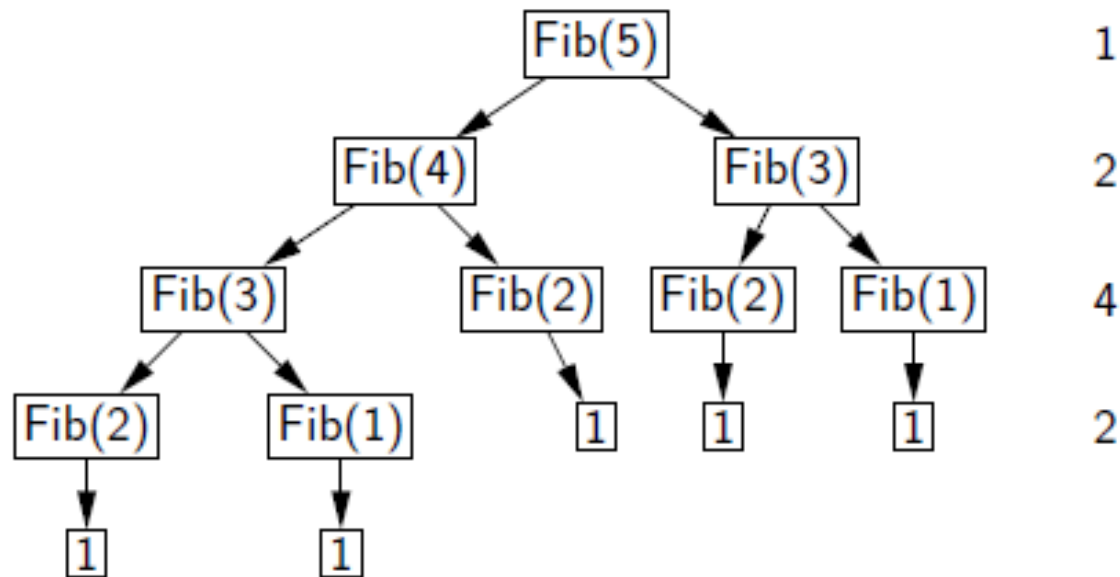 Fib(5) 1
Fib(4) Fib(3) 2
Fib(3) Fib(2) Fib(2) Fib(1) 4
Fib(2) Fib(1) 1 1 1 2
1 1